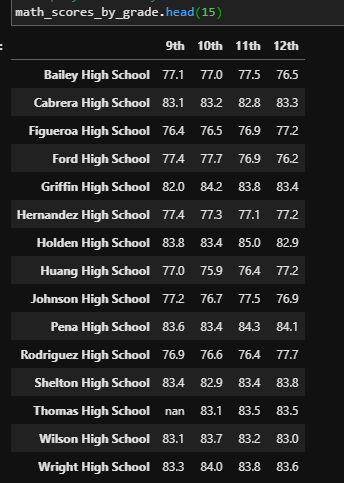 math_scores_by_grade.head(15)
:
9th 10th 11th 12th
Bailey High School 77.1 77.0 77.5 76.5
Cabrera High School 83.1 83.2 82.8 83.3
Figueroa High School 76.4 76.5 76.9 77.2
Ford High School 77.4 77.7 76.9 76.2
Griffin High School 82.0 84.2 83.8 83.4
Hernandez High School 77.4 77.3 77.1 77.2
Holden High School 83.8 83.4 85.0 82.9
Huang High School 77.0 75.9 76.4 77.2
Johnson High School 77.2 76.7 77.5 76.9
Pena High School 83.6 83.4 84.3 84.1
Rodriguez High School 76.9 76.6 76.4 77.7
Shelton High School 83.4 82.9 83.4 83.8
Thomas High School nan 83.1 83.5 83.5
Wilson High School 83.1 83.7 83.2 83.0
Wright High School 83.3 84.0 83.8 83.6